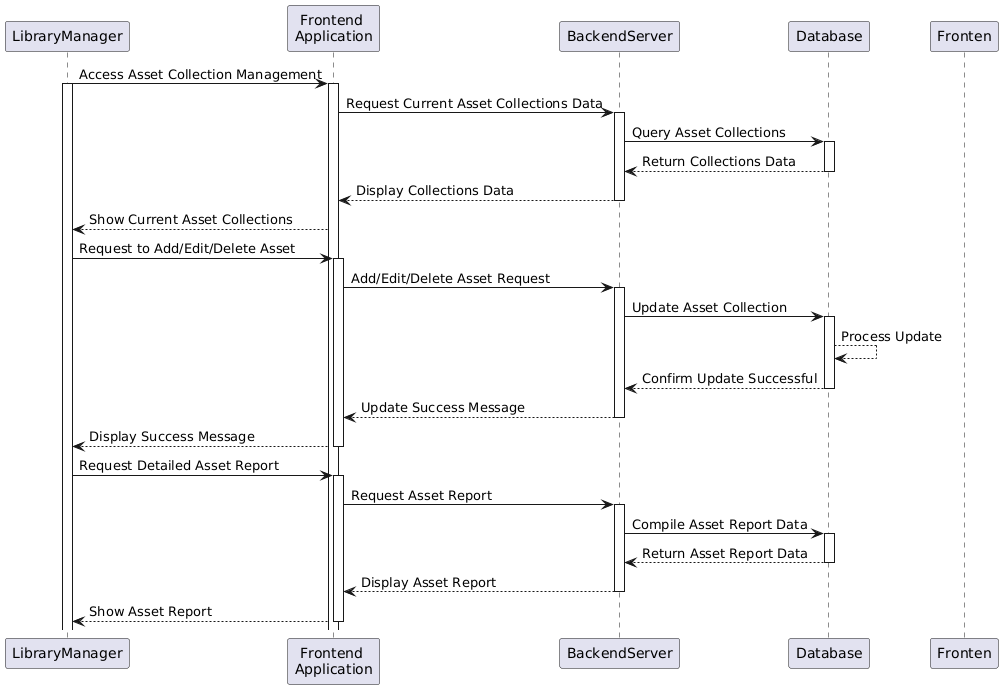 LibraryManager
Frontend
Application
BackendServer
Database
Fronten
Access Asset Collection Management
Request Current Asset Collections Data
Query Asset Collections
Return Collections Data
Display Collections Data
Show Current Asset Collections
Request to Add/Edit/Delete Asset
Add/Edit/Delete Asset Request
Update Asset Collection
Process Update
Confirm Update Successful
Update Success Message
Display Success Message
Request Detailed Asset Report
Request Asset Report
Compile Asset Report Data
Return Asset Report Data
Display Asset Report
Show Asset Report
LibraryManager
Frontend
Application
BackendServer
Database
Fronten